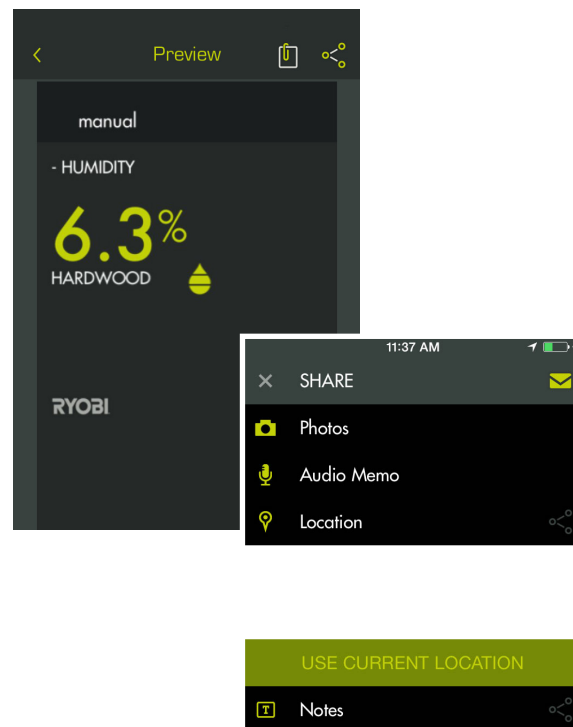 Preview
manual
- HUMIDITY
6.3%
HARDWOOD
RYOBI
11:37 AM
SHARE
Photos
Audio Memo
Location
USE CURRENT LOCATION
T Notes